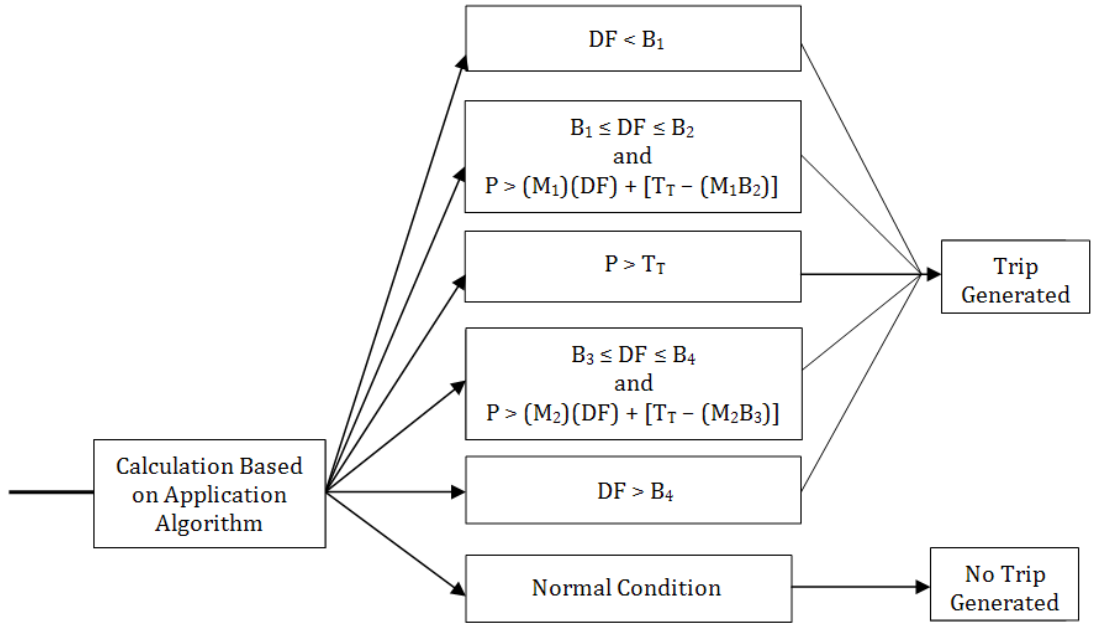 DF < B₁
B₁ ≤ DF ≤ B₂
and
P > (M₁)(DF) + [T_T – (M₁B₂)]
P > T_T
Trip
Generated
B₃ ≤ DF ≤ B₄
and
P > (M₂)(DF) + [T_T – (M₂B₃)]
Calculation Based
on Application
Algorithm
DF > B₄
Normal Condition
No Trip
Generated